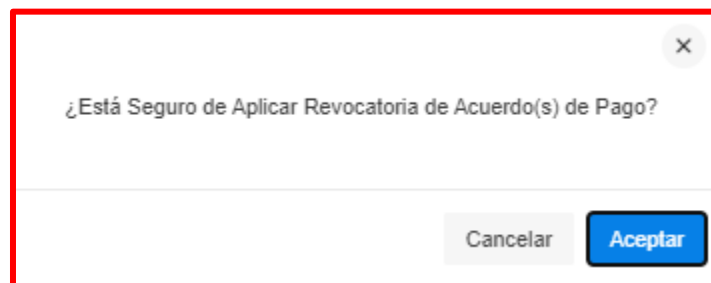 ¿Está Seguro de Aplicar Revocatoria de Acuerdo(s) de Pago?
Cancelar
Aceptar